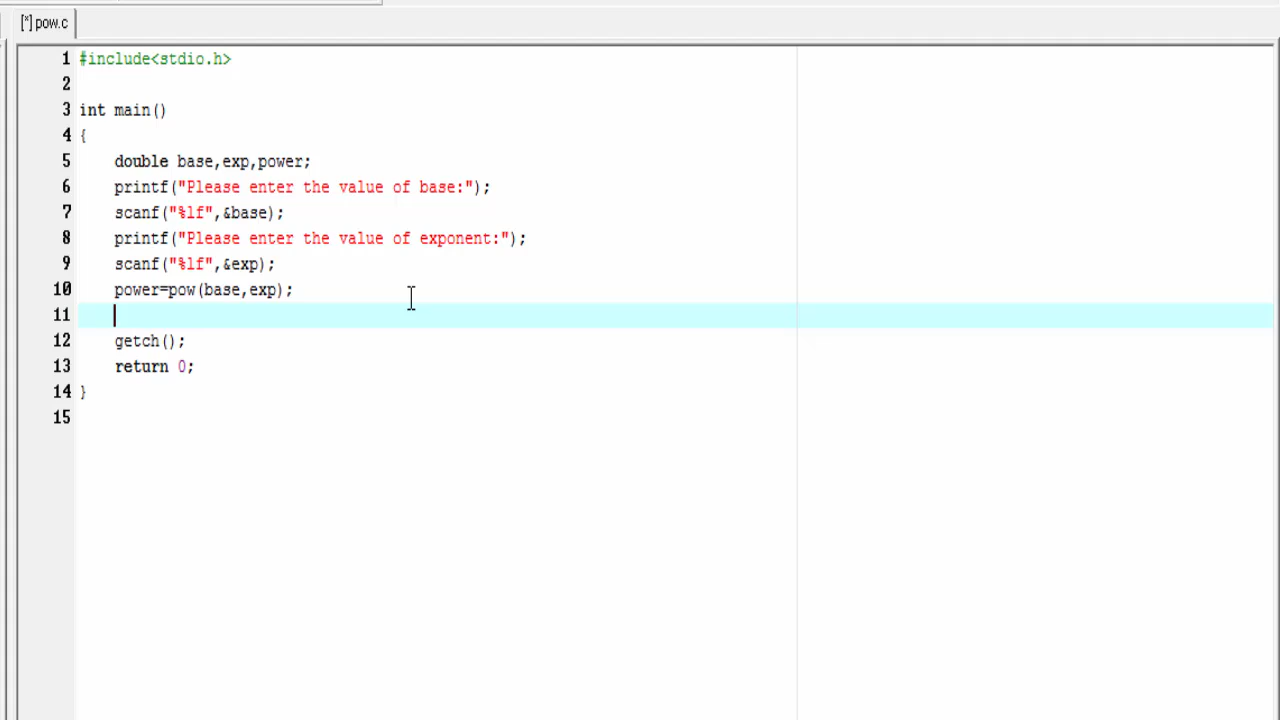 [*] pow.c
1 #include<stdio.h>
2
3 int main()
4 {
5 double base,exp,power;
6 printf("Please enter the value of base:");
7 scanf("%lf",&base);
8 printf("Please enter the value of exponent:");
9 scanf("%lf",&exp);
10 power=pow(base,exp);
11
12 getch();
13 return 0;
14 }
15